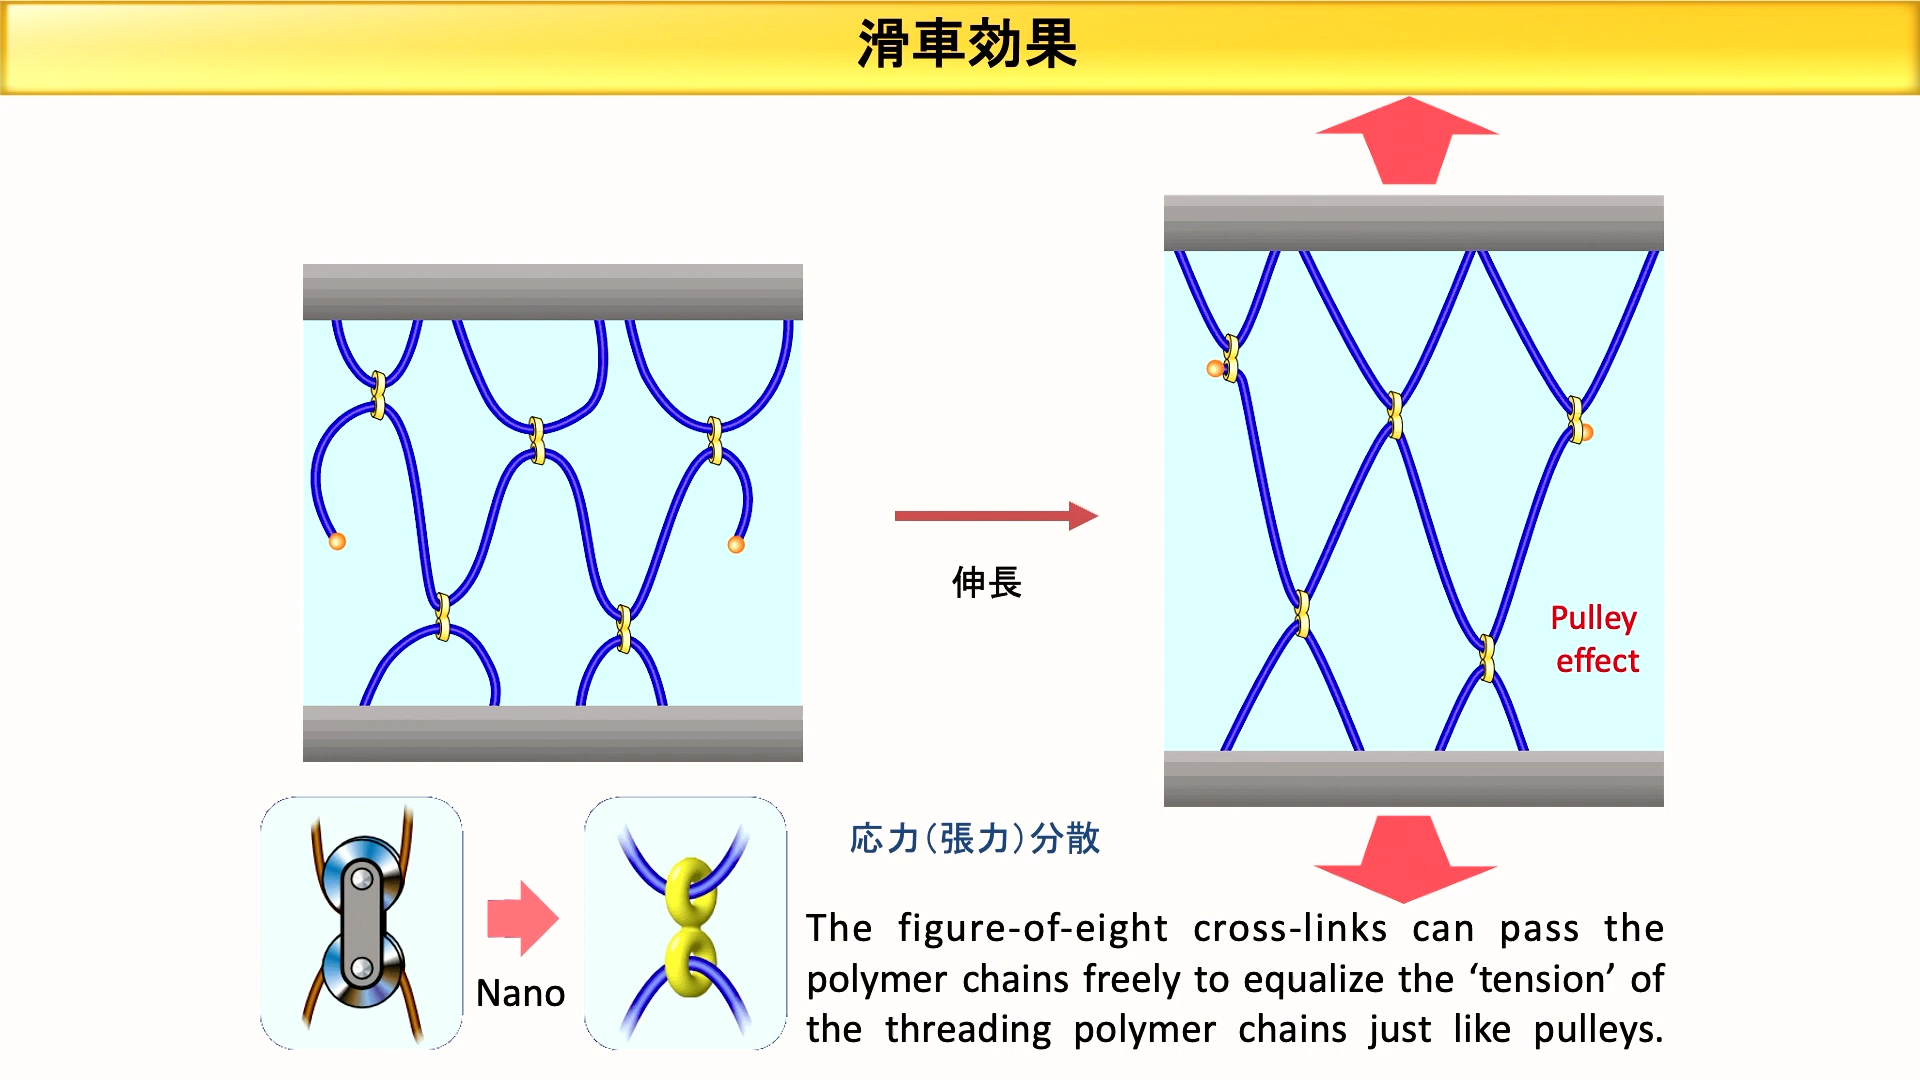 滑車効果
伸長
Pulley
effect
応力(張力)分散
Nano
The figure-of-eight cross-links can pass the
polymer chains freely to equalize the ‘tension’ of
the threading polymer chains just like pulleys.